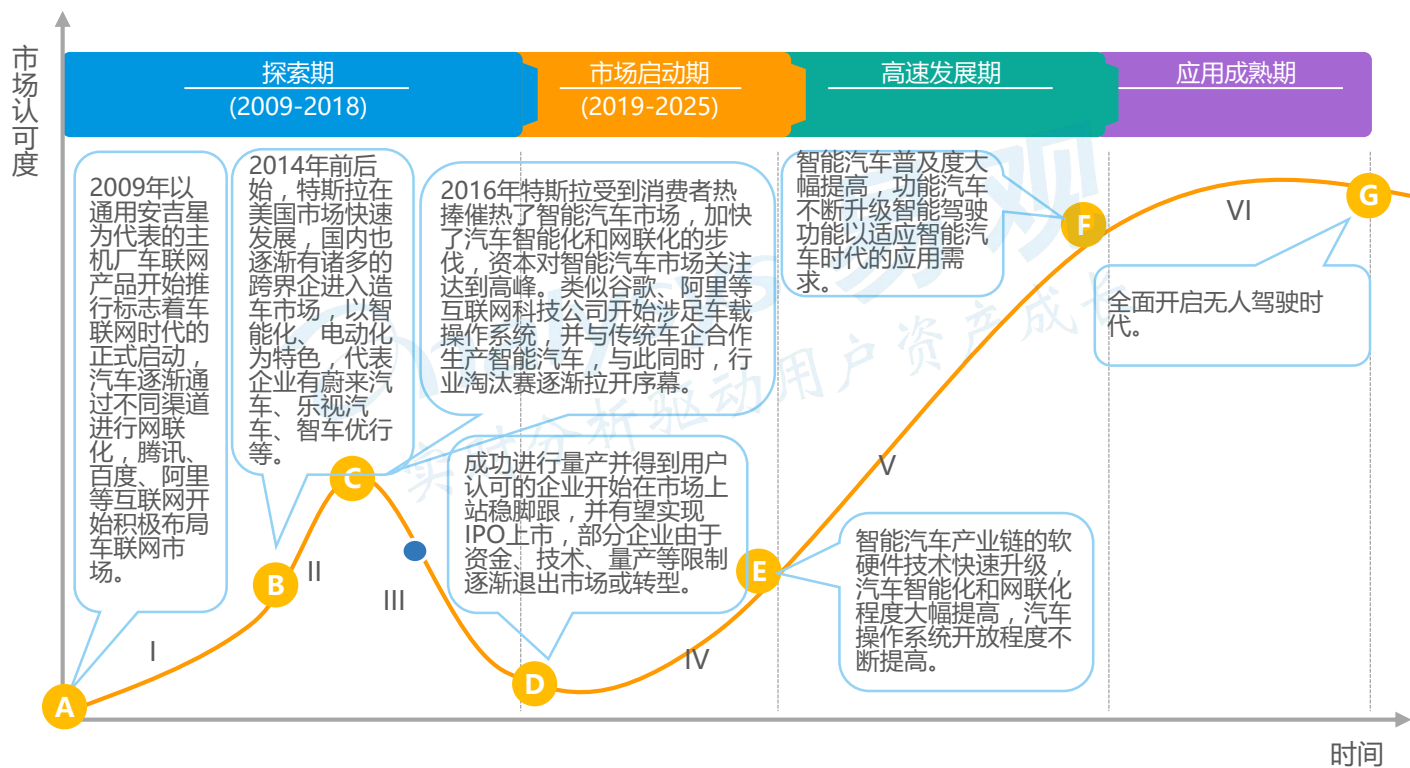 市场认可度
探索期
(2009-2018)
市场启动期
(2019-2025)
高速发展期
应用成熟期
2009年以
通用安吉星
为代表的主
机厂车联网
产品开始推
行标志着车
联网时代的
正式启动，
汽车逐渐通
过不同渠道
进行网联
化，腾讯、
百度、阿里
等互联网开
始积极布局
车联网市
场。
2014年前后
始，特斯拉在
美国市场快速
发展，国内也
逐渐有诸多的
跨界企进入造
车市场，以智
能化、电动化
为特色，代表
企业有蔚来汽
车、乐视汽
车、智车优行
等。
2016年特斯拉受到消费者热
捧催热了智能汽车市场，加快
了汽车智能化和网联化的步
伐，资本对智能汽车市场关注
达到高峰。类似谷歌、阿里等
互联网科技公司开始涉足车载
操作系统，并与传统车企合作
生产智能汽车，与此同时，行
业淘汰赛逐渐拉开序幕。
成功进行量产并得到用户
认可的企业开始在市场上
站稳脚跟，并有望实现
IPO上市，部分企业由于
资金、技术、量产等限制
逐渐退出市场或转型。
智能汽车产业链的软
硬件技术快速升级，
汽车智能化和网联化
程度大幅提高，汽车
操作系统开放程度不
断提高。
智能汽车普及度大
幅提高，功能汽车
不断升级智能驾驶
功能以适应智能汽
车时代的应用需
求。
全面开启无人驾驶时
代。
A
B
C
D
E
F
G
I
II
III
IV
V
VI
时间
Analysys 易观
实时分析驱动用户资产成长